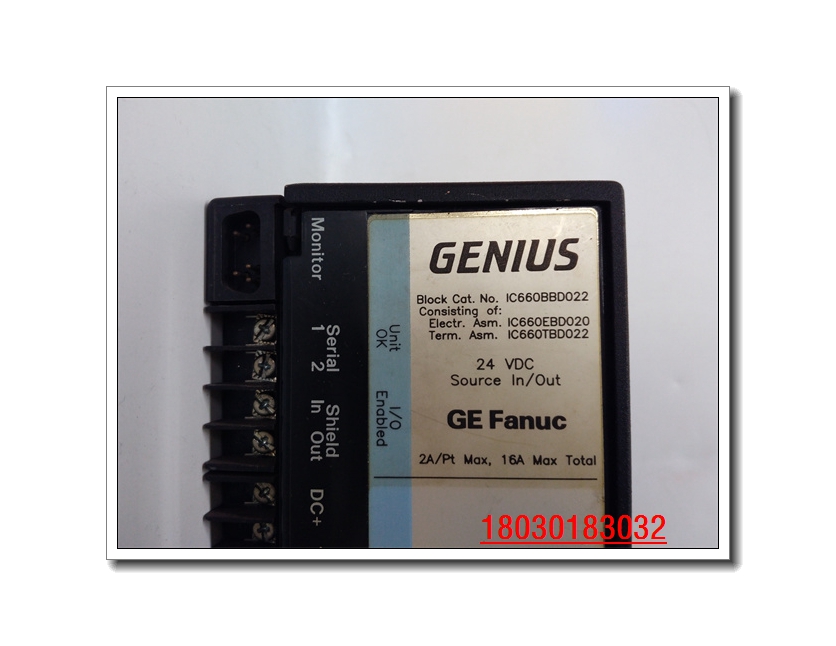 GENIUS
Block Cat. No. IC660BBD022
Consisting of:
Electr. Asm. IC660EBD020
Term. Asm. IC660TBD022
24 VDC
Source In/Out
GE Fanuc
2A/Pt Max, 16A Max Total
Unit
OK
I/O
Enabled
Monitor
Serial
1 2
Shield
In Out
DC+
18030183032